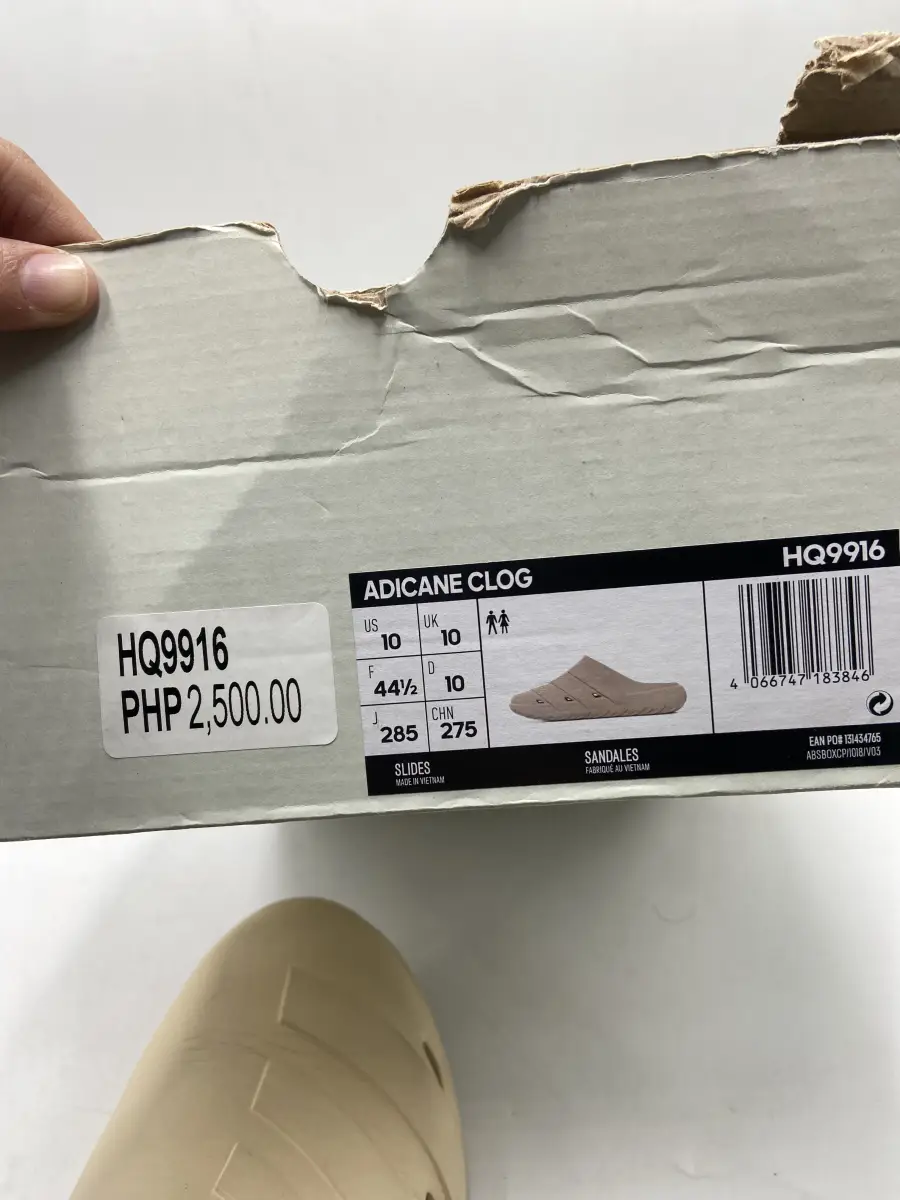 HQ9916
PHP 2,500.00
ADICANE CLOG
HQ9916
US
10
UK
10
F
44½
D
10
J
285
CHN
275
4 066747 183846
SLIDES
MADE IN VIETNAM
SANDALES
FABRIQUÉ AU VIETNAM
EAN PO# 131434765
ABSBOXCP/1018/V03